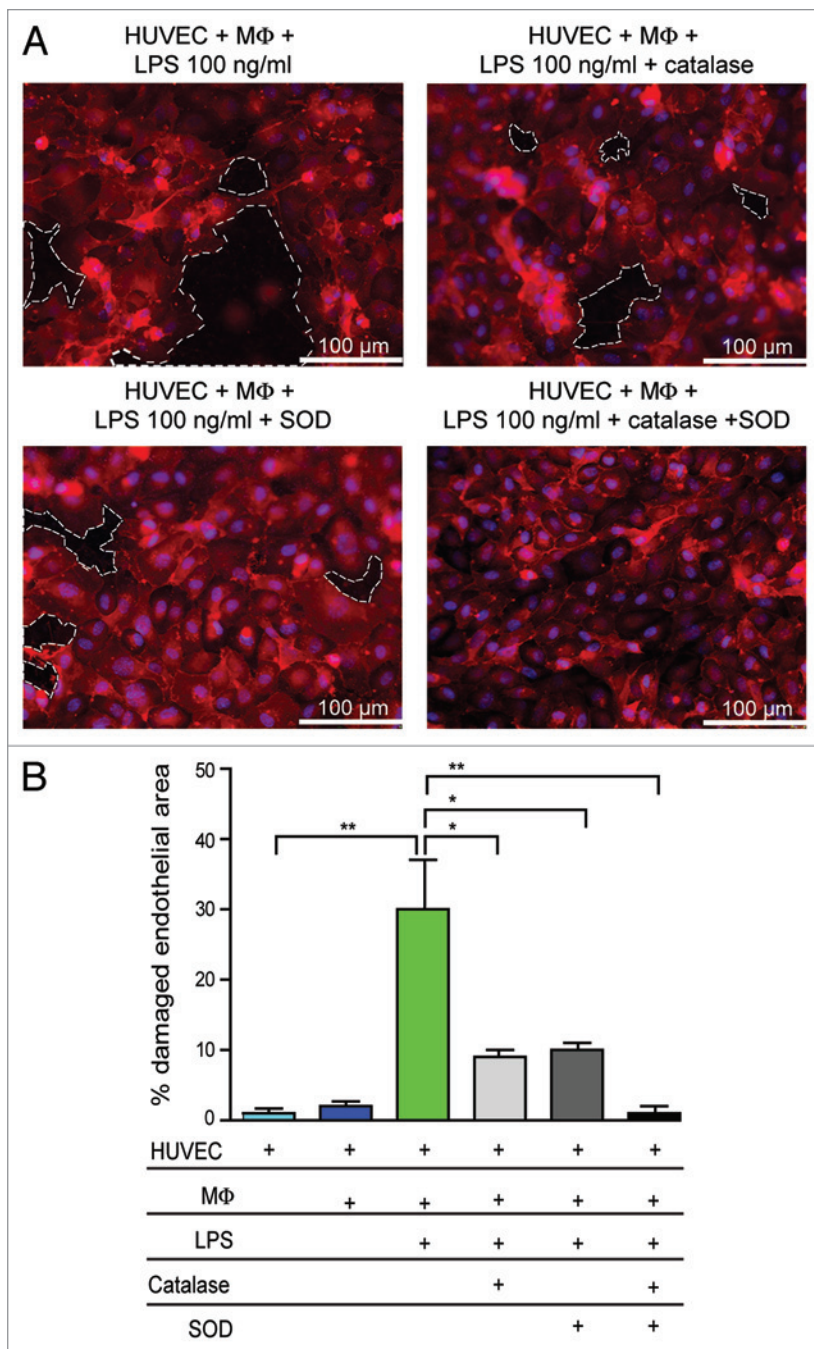 A
HUVEC + MΦ +
LPS 100 ng/ml
HUVEC + MΦ +
LPS 100 ng/ml + catalase
100 µm
100 µm
HUVEC + MΦ +
LPS 100 ng/ml + SOD
HUVEC + MΦ +
LPS 100 ng/ml + catalase +SOD
100 µm
100 µm
B
% damaged endothelial area
50
40
30
20
10
0
**
*
**
*
HUVEC + + + + + +
MΦ + + + + +
LPS + + + +
Catalase + +
SOD + +